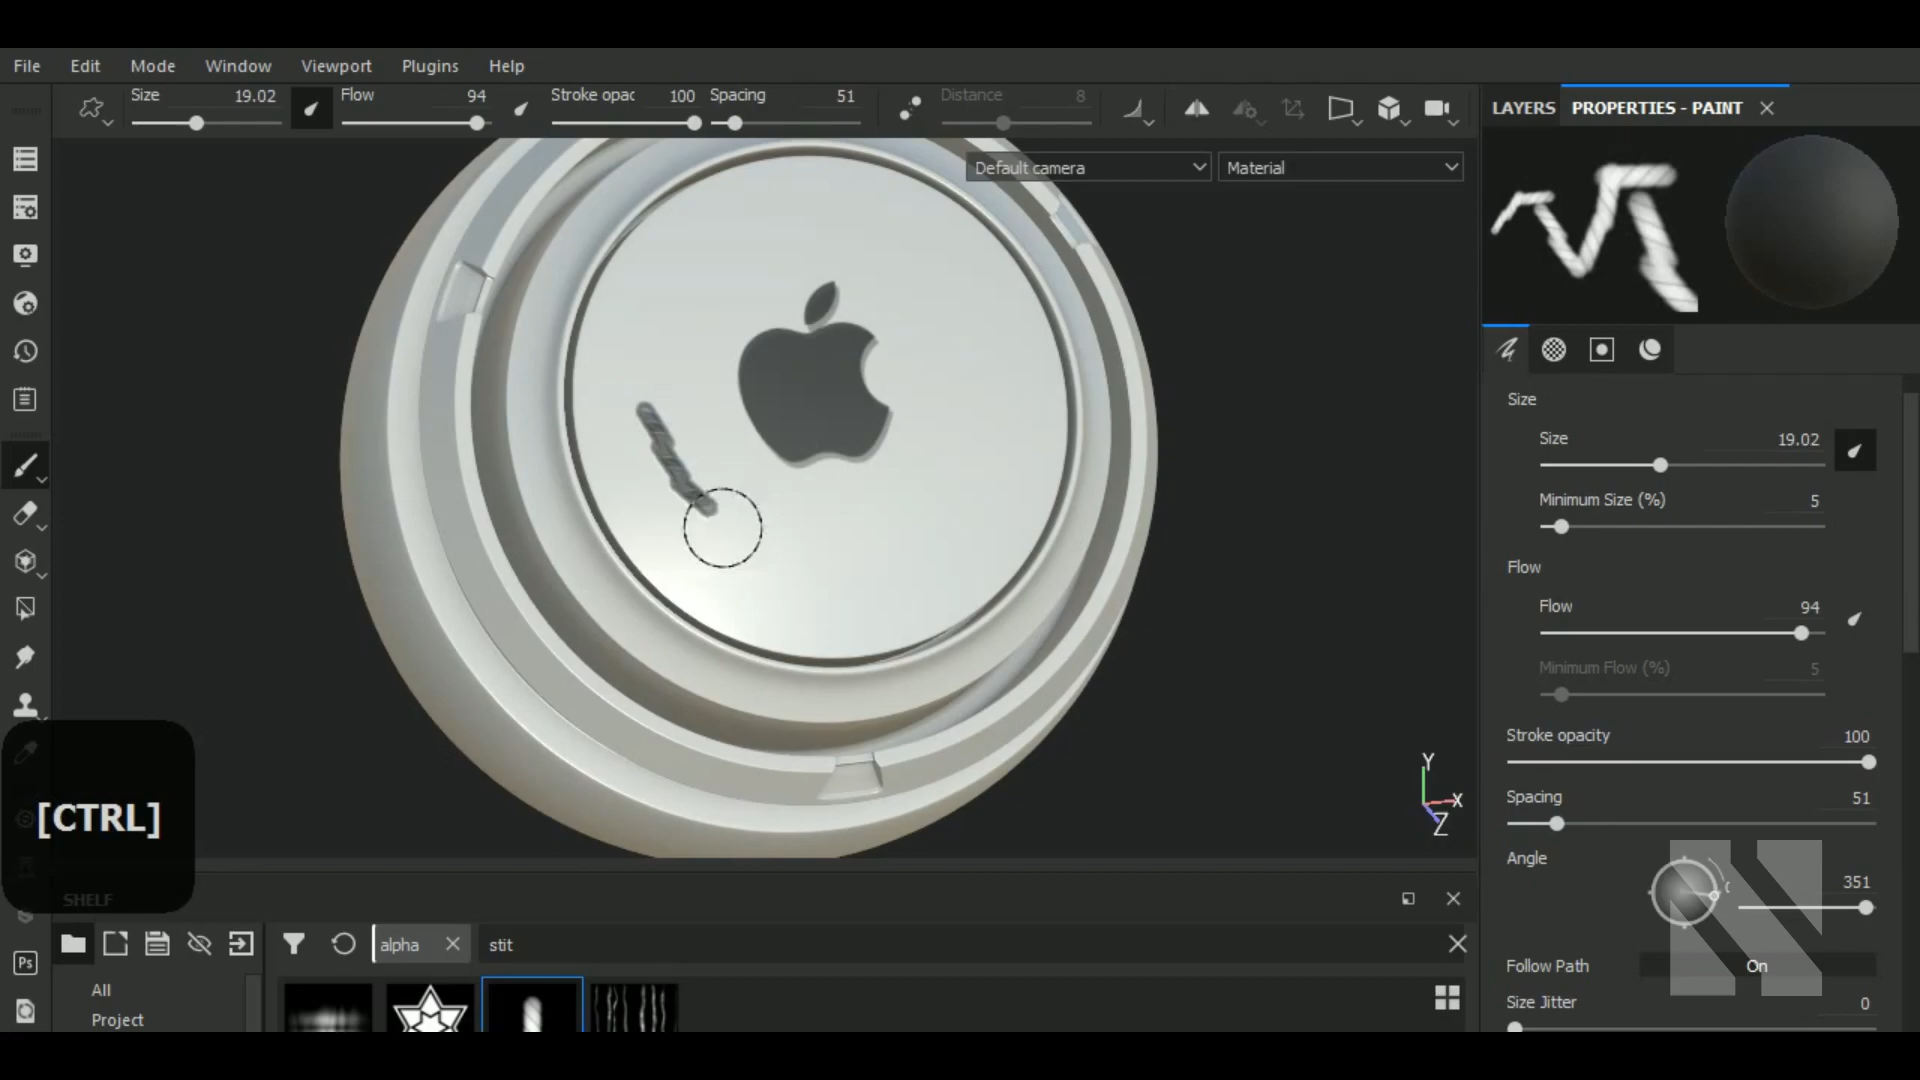 File Edit Mode Window Viewport Plugins Help
Size 19.02 Flow 94 Stroke opac 100 Spacing 51 Distance 8
LAYERS PROPERTIES - PAINT
Default camera Material
Size
Size 19.02
Minimum Size (%) 5
Flow
Flow 94
Minimum Flow (%) 5
Stroke opacity 100
Spacing 51
Angle 351
Follow Path On
Size Jitter 0
Y
X
Z
[CTRL]
SHELF
alpha stit
Ps
All
Project